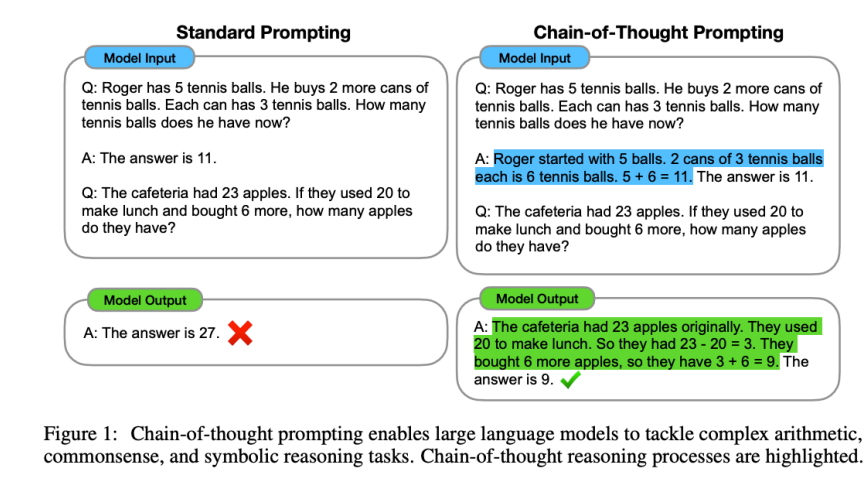 Standard Prompting
Model Input
Q: Roger has 5 tennis balls. He buys 2 more cans of
tennis balls. Each can has 3 tennis balls. How many
tennis balls does he have now?
A: The answer is 11.
Q: The cafeteria had 23 apples. If they used 20 to
make lunch and bought 6 more, how many apples
do they have?
Model Output
A: The answer is 27.
Chain-of-Thought Prompting
Model Input
Q: Roger has 5 tennis balls. He buys 2 more cans of
tennis balls. Each can has 3 tennis balls. How many
tennis balls does he have now?
A: Roger started with 5 balls. 2 cans of 3 tennis balls
each is 6 tennis balls. 5 + 6 = 11. The answer is 11.
Q: The cafeteria had 23 apples. If they used 20 to
make lunch and bought 6 more, how many apples
do they have?
Model Output
A: The cafeteria had 23 apples originally. They used
20 to make lunch. So they had 23 - 20 = 3. They
bought 6 more apples, so they have 3 + 6 = 9. The
answer is 9.
Figure 1: Chain-of-thought prompting enables large language models to tackle complex arithmetic,
commonsense, and symbolic reasoning tasks. Chain-of-thought reasoning processes are highlighted.